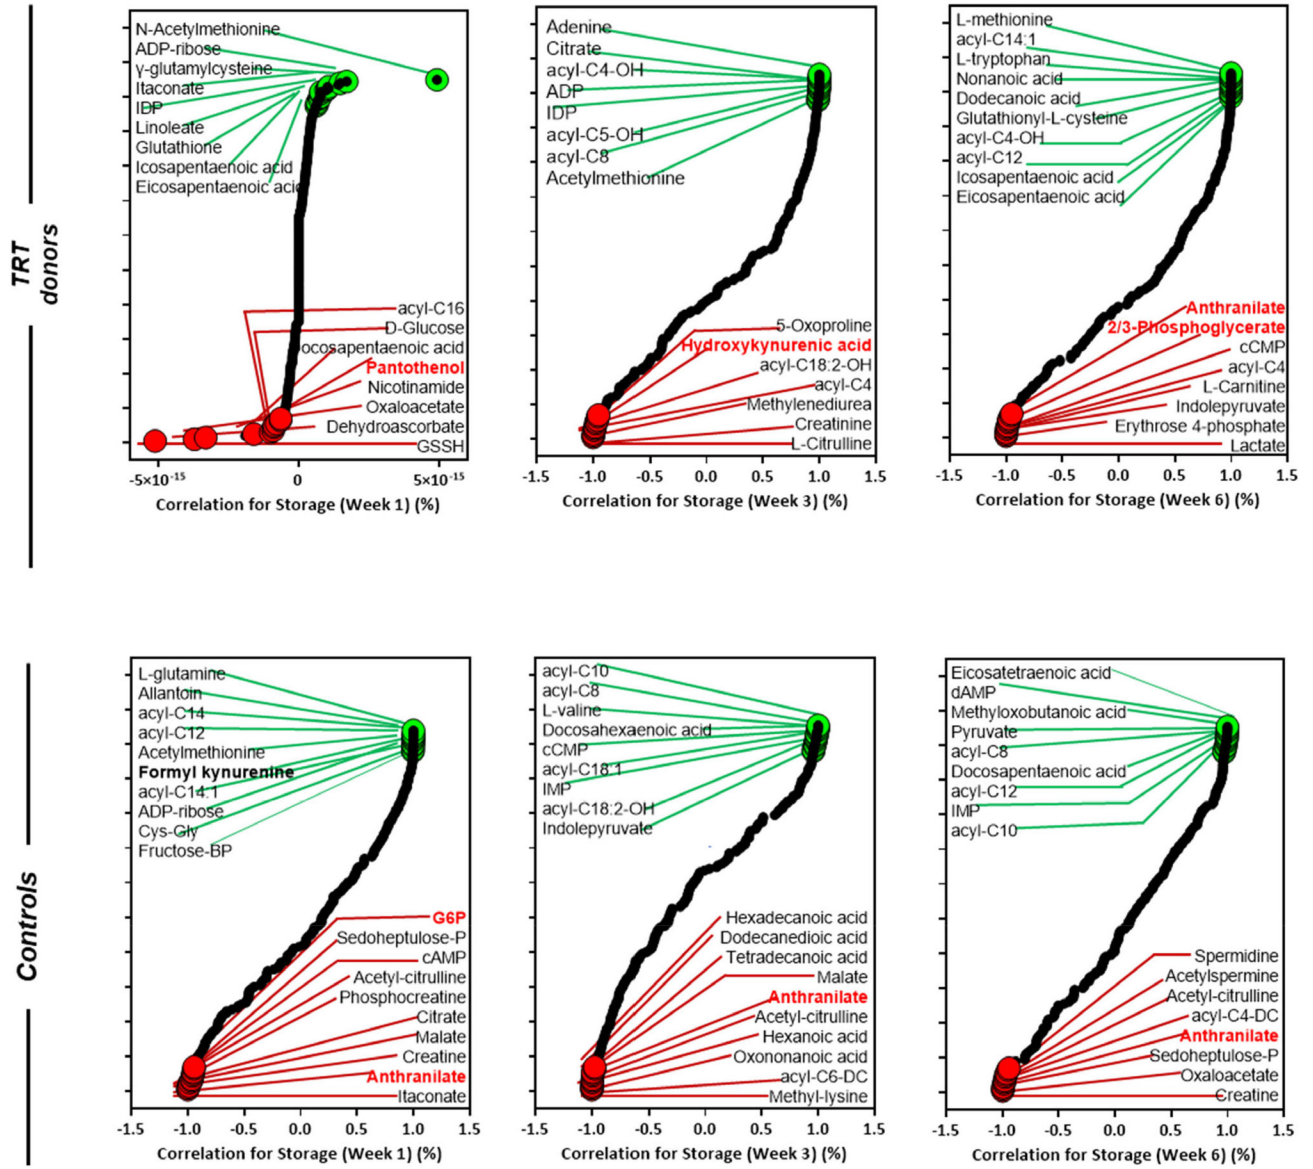 TRT
donors
N-Acetylmethionine
ADP-ribose
γ-glutamylcysteine
Itaconate
IDP
Linoleate
Glutathione
Icosapentaenoic acid
Eicosapentaenoic acid
acyl-C16
D-Glucose
ocosapentaenoic acid
Pantothenol
Nicotinamide
Oxaloacetate
Dehydroascorbate
GSSH
-5×10-15 0 5×10-15
Correlation for Storage (Week 1) (%)
Adenine
Citrate
acyl-C4-OH
ADP
IDP
acyl-C5-OH
acyl-C8
Acetylmethionine
5-Oxoproline
Hydroxykynurenic acid
acyl-C18:2-OH
acyl-C4
Methylenediurea
Creatinine
L-Citrulline
-1.5 -1.0 -0.5 0.0 0.5 1.0 1.5
Correlation for Storage (Week 3) (%)
L-methionine
acyl-C14:1
L-tryptophan
Nonanoic acid
Dodecanoic acid
Glutathionyl-L-cysteine
acyl-C4-OH
acyl-C12
Icosapentaenoic acid
Eicosapentaenoic acid
Anthranilate
2/3-Phosphoglycerate
cCMP
acyl-C4
L-Carnitine
Indolepyruvate
Erythrose 4-phosphate
Lactate
-1.5 -1.0 -0.5 0.0 0.5 1.0 1.5
Correlation for Storage (Week 6) (%)
Controls
L-glutamine
Allantoin
acyl-C14
acyl-C12
Acetylmethionine
Formyl kynurenine
acyl-C14:1
ADP-ribose
Cys-Gly
Fructose-BP
G6P
Sedoheptulose-P
cAMP
Acetyl-citrulline
Phosphocreatine
Citrate
Malate
Creatine
Anthranilate
Itaconate
-1.5 -1.0 -0.5 0.0 0.5 1.0 1.5
Correlation for Storage (Week 1) (%)
acyl-C10
acyl-C8
L-valine
Docosahexaenoic acid
cCMP
acyl-C18:1
IMP
acyl-C18:2-OH
Indolepyruvate
Hexadecanoic acid
Dodecanedioic acid
Tetradecanoic acid
Malate
Anthranilate
Acetyl-citrulline
Hexanoic acid
Oxononanoic acid
acyl-C6-DC
Methyl-lysine
-1.5 -1.0 -0.5 0.0 0.5 1.0 1.5
Correlation for Storage (Week 3) (%)
Eicosatetraenoic acid
dAMP
Methyloxobutanoic acid
Pyruvate
acyl-C8
Docosapentaenoic acid
acyl-C12
IMP
acyl-C10
Spermidine
Acetylspermine
Acetyl-citrulline
acyl-C4-DC
Anthranilate
Sedoheptulose-P
Oxaloacetate
Creatine
-1.5 -1.0 -0.5 0.0 0.5 1.0 1.5
Correlation for Storage (Week 6) (%)